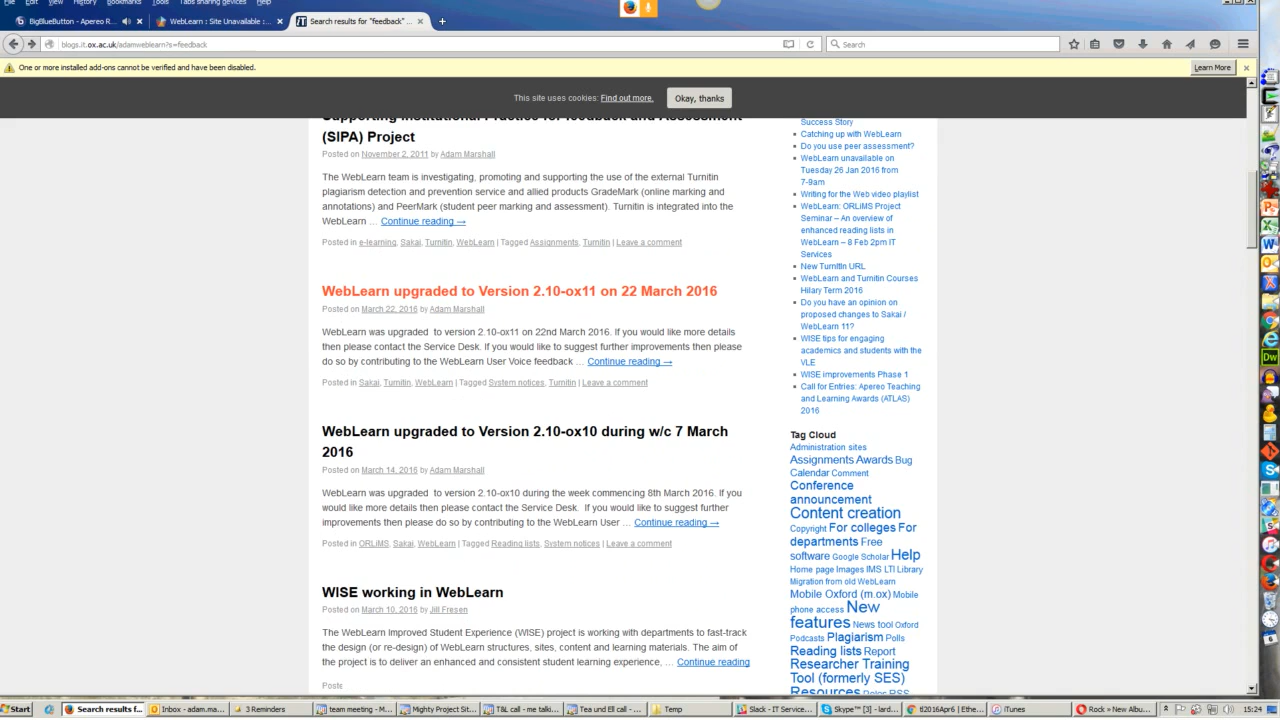 Edit View History Bookmarks Tools Tabs sharing devices Help
BigBlueButton - Apereo R...
WebLearn : Site Unavailable : ...
Search results for "feedback" ...
blogs.it.ox.ac.uk/adamweblearn?s=feedback
Search
One or more installed add-ons cannot be verified and have been disabled.
Learn More
This site uses cookies: Find out more.
Okay, thanks
Supporting Institutional Practice for feedback and Assessment
(SIPA) Project
Posted on November 2, 2011 by Adam Marshall
The WebLearn team is investigating, promoting and supporting the use of the external Turnitin
plagiarism detection and prevention service and allied products GradeMark (online marking and
annotations) and PeerMark (student peer marking and assessment). Turnitin is integrated into the
WebLearn … Continue reading →
Posted in e-learning, Sakai, Turnitin, WebLearn | Tagged Assignments, Turnitin | Leave a comment
WebLearn upgraded to Version 2.10-ox11 on 22 March 2016
Posted on March 22, 2016 by Adam Marshall
WebLearn was upgraded to version 2.10-ox11 on 22nd March 2016. If you would like more details
then please contact the Service Desk. If you would like to suggest further improvements then please
do so by contributing to the WebLearn User Voice feedback … Continue reading →
Posted in Sakai, Turnitin, WebLearn | Tagged System notices, Turnitin | Leave a comment
WebLearn upgraded to Version 2.10-ox10 during w/c 7 March
2016
Posted on March 14, 2016 by Adam Marshall
WebLearn was upgraded to version 2.10-ox10 during the week commencing 8th March 2016. If you
would like more details then please contact the Service Desk. If you would like to suggest further
improvements then please do so by contributing to the WebLearn User … Continue reading →
Posted in ORLiMS, Sakai, WebLearn | Tagged Reading lists, System notices | Leave a comment
WISE working in WebLearn
Posted on March 10, 2016 by Jill Fresen
The WebLearn Improved Student Experience (WISE) project is working with departments to fast-track
the design (or re-design) of WebLearn structures, sites, content and learning materials. The aim of
the project is to deliver an enhanced and consistent student learning experience, … Continue reading
Poste
Success Story
Catching up with WebLearn
Do you use peer assessment?
WebLearn unavailable on
Tuesday 26 Jan 2016 from
7-9am
Writing for the Web video playlist
WebLearn: ORLiMS Project
Seminar – An overview of
enhanced reading lists in
WebLearn – 8 Feb 2pm IT
Services
New TurnItIn URL
WebLearn and Turnitin Courses
Hilary Term 2016
Do you have an opinion on
proposed changes to Sakai /
WebLearn 11?
WISE tips for engaging
academics and students with the
VLE
WISE improvements Phase 1
Call for Entries: Apereo Teaching
and Learning Awards (ATLAS)
2016
Tag Cloud
Administration sites
Assignments Awards Bug
Calendar Comment
Conference
announcement
Content creation
Copyright For colleges For
departments Free
software Google Scholar Help
Home page Images IMS LTI Library
Migration from old WebLearn
Mobile Oxford (m.ox) Mobile
phone access New
features News tool Oxford
Podcasts Plagiarism Polls
Reading lists Report
Researcher Training
Tool (formerly SES)
Resources Roles RSS
Start
Search results f...
Inbox - adam.ma...
3 Reminders
team meeting - M...
Mighty Project Sit...
T&L call - me talki...
Tea und Ell call - ...
Temp
Slack - IT Service...
Skype™ [3] - lard...
tl2016Apr6 | Ethe...
iTunes
Rock » New Albu...
15:24